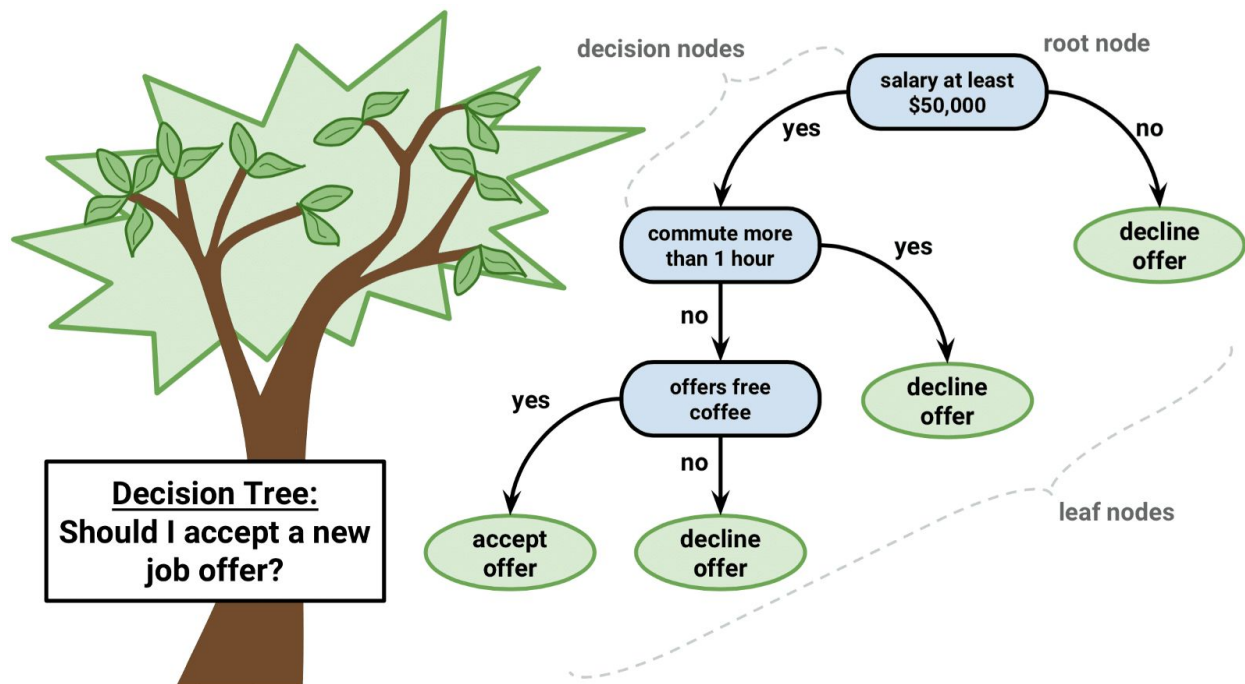 decision nodes
root node
salary at least
$50,000
yes
no
commute more
than 1 hour
yes
decline
offer
no
offers free
coffee
decline
offer
yes
no
accept
offer
decline
offer
leaf nodes
Decision Tree:
Should I accept a new
job offer?